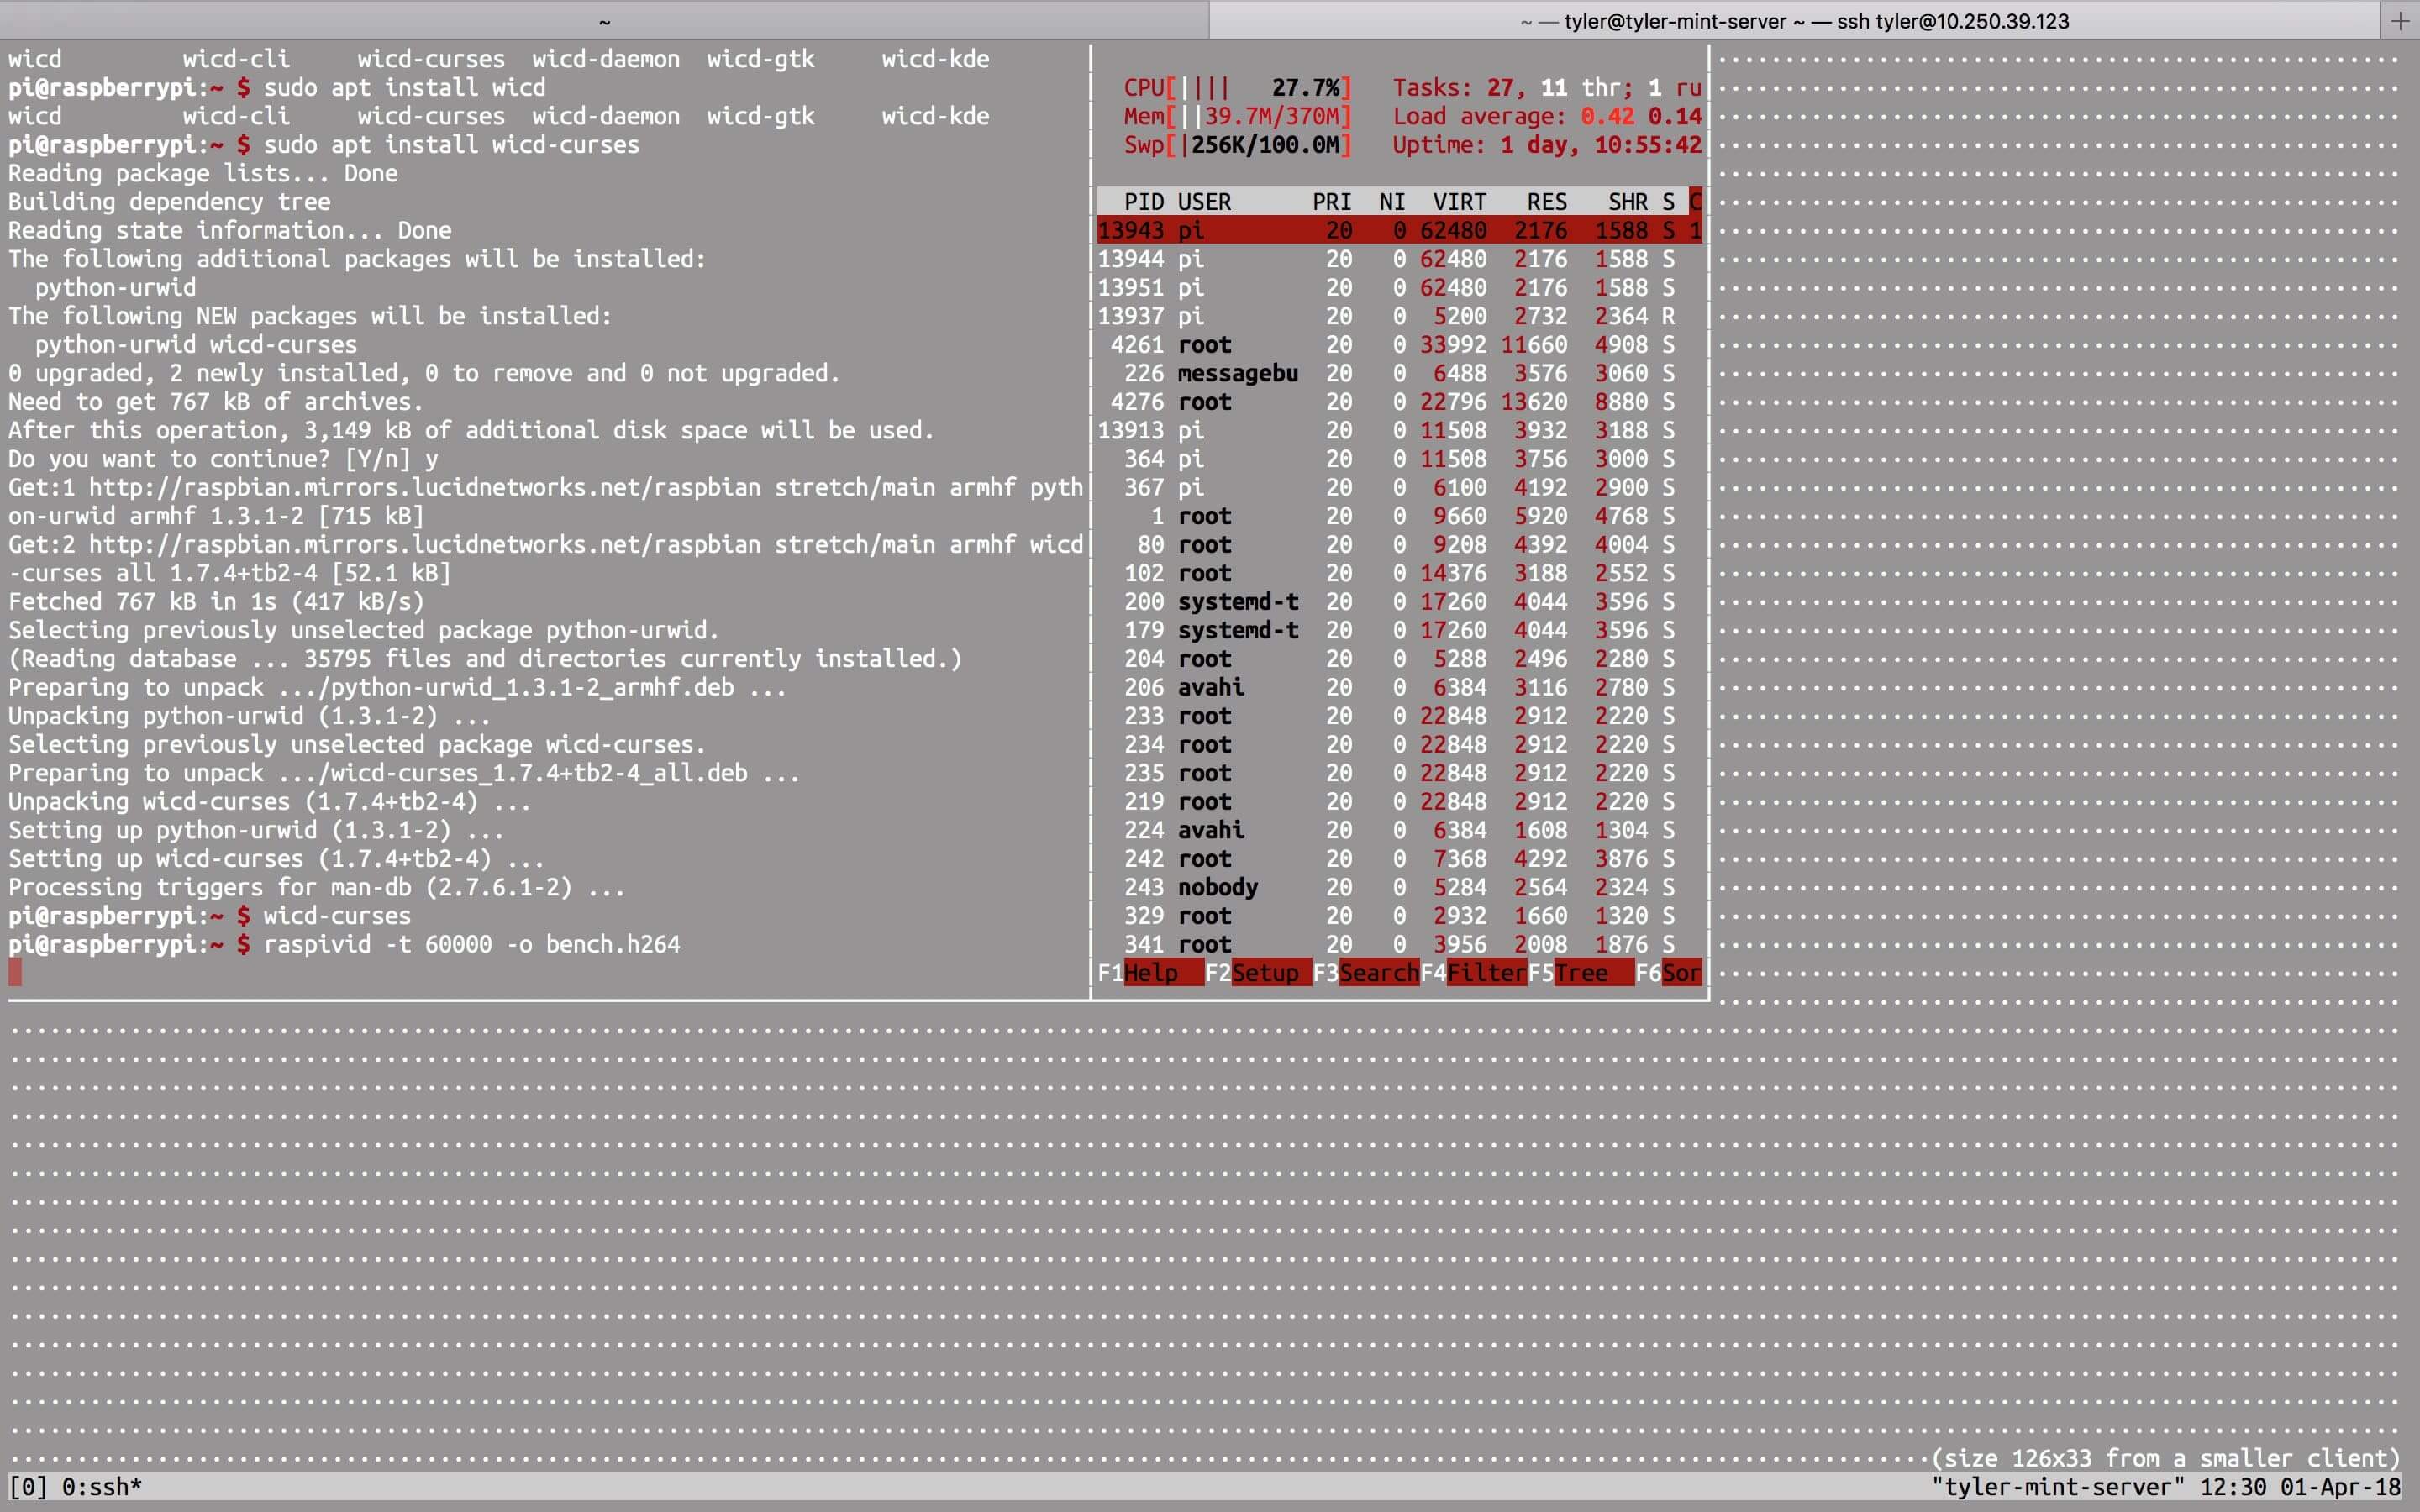 ~
~ — tyler@tyler-mint-server ~ — ssh tyler@10.250.39.123
+
wicd wicd-cli wicd-curses wicd-daemon wicd-gtk wicd-kde
pi@raspberrypi:~ $ sudo apt install wicd
wicd wicd-cli wicd-curses wicd-daemon wicd-gtk wicd-kde
pi@raspberrypi:~ $ sudo apt install wicd-curses
Reading package lists... Done
Building dependency tree
Reading state information... Done
The following additional packages will be installed:
python-urwid
The following NEW packages will be installed:
python-urwid wicd-curses
0 upgraded, 2 newly installed, 0 to remove and 0 not upgraded.
Need to get 767 kB of archives.
After this operation, 3,149 kB of additional disk space will be used.
Do you want to continue? [Y/n] y
Get:1 http://raspbian.mirrors.lucidnetworks.net/raspbian stretch/main armhf pyth
on-urwid armhf 1.3.1-2 [715 kB]
Get:2 http://raspbian.mirrors.lucidnetworks.net/raspbian stretch/main armhf wicd
-curses all 1.7.4+tb2-4 [52.1 kB]
Fetched 767 kB in 1s (417 kB/s)
Selecting previously unselected package python-urwid.
(Reading database ... 35795 files and directories currently installed.)
Preparing to unpack .../python-urwid_1.3.1-2_armhf.deb ...
Unpacking python-urwid (1.3.1-2) ...
Selecting previously unselected package wicd-curses.
Preparing to unpack .../wicd-curses_1.7.4+tb2-4_all.deb ...
Unpacking wicd-curses (1.7.4+tb2-4) ...
Setting up python-urwid (1.3.1-2) ...
Setting up wicd-curses (1.7.4+tb2-4) ...
Processing triggers for man-db (2.7.6.1-2) ...
pi@raspberrypi:~ $ wicd-curses
pi@raspberrypi:~ $ raspivid -t 60000 -o bench.h264
CPU[|||| 27.7%] Tasks: 27, 11 thr; 1 ru
Mem[||39.7M/370M] Load average: 0.42 0.14
Swp[|256K/100.0M] Uptime: 1 day, 10:55:42
PID USER PRI NI VIRT RES SHR S C
13943 pi 20 0 62480 2176 1588 S 1
13944 pi 20 0 62480 2176 1588 S
13951 pi 20 0 62480 2176 1588 S
13937 pi 20 0 5200 2732 2364 R
4261 root 20 0 33992 11660 4908 S
226 messagebu 20 0 6488 3576 3060 S
4276 root 20 0 22796 13620 8880 S
13913 pi 20 0 11508 3932 3188 S
364 pi 20 0 11508 3756 3000 S
367 pi 20 0 6100 4192 2900 S
1 root 20 0 9660 5920 4768 S
80 root 20 0 9208 4392 4004 S
102 root 20 0 14376 3188 2552 S
200 systemd-t 20 0 17260 4044 3596 S
179 systemd-t 20 0 17260 4044 3596 S
204 root 20 0 5288 2496 2280 S
206 avahi 20 0 6384 3116 2780 S
233 root 20 0 22848 2912 2220 S
234 root 20 0 22848 2912 2220 S
235 root 20 0 22848 2912 2220 S
219 root 20 0 22848 2912 2220 S
224 avahi 20 0 6384 1608 1304 S
242 root 20 0 7368 4292 3876 S
243 nobody 20 0 5284 2564 2324 S
329 root 20 0 2932 1660 1320 S
341 root 20 0 3956 2008 1876 S
F1Help F2Setup F3SearchF4FilterF5Tree F6Sor
(size 126x33 from a smaller client)
[0] 0:ssh* "tyler-mint-server" 12:30 01-Apr-18